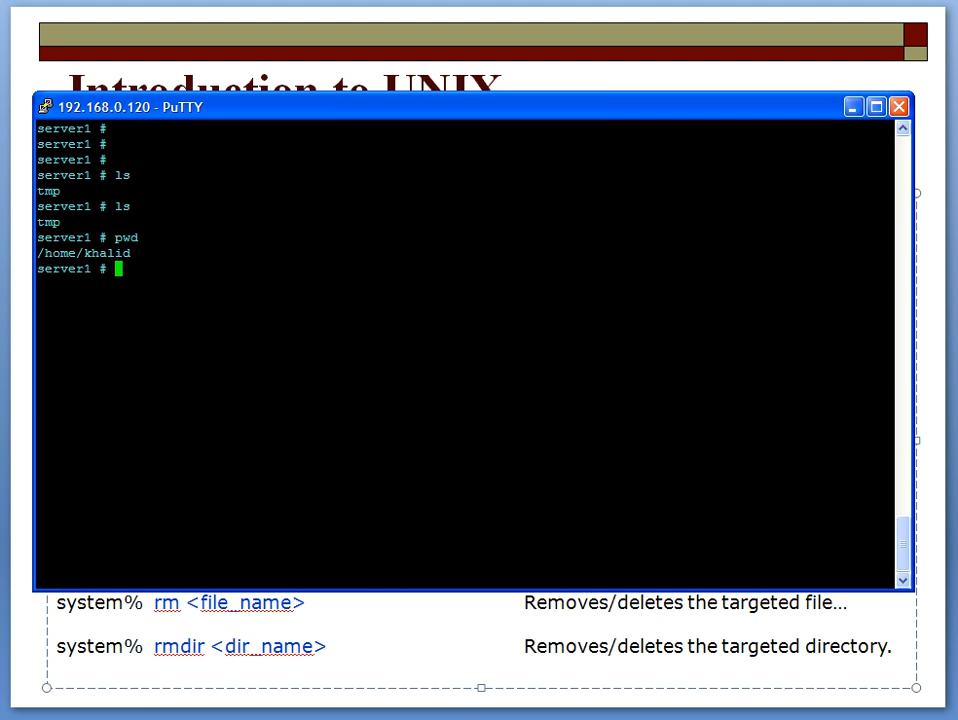 Introduction to UNIX
192.168.0.120 - PuTTY
server1 #
server1 #
server1 #
server1 # ls
tmp
server1 # ls
tmp
server1 # pwd
/home/khalid
server1 #
system% rm <file_name> Removes/deletes the targeted file…
system% rmdir <dir_name> Removes/deletes the targeted directory.